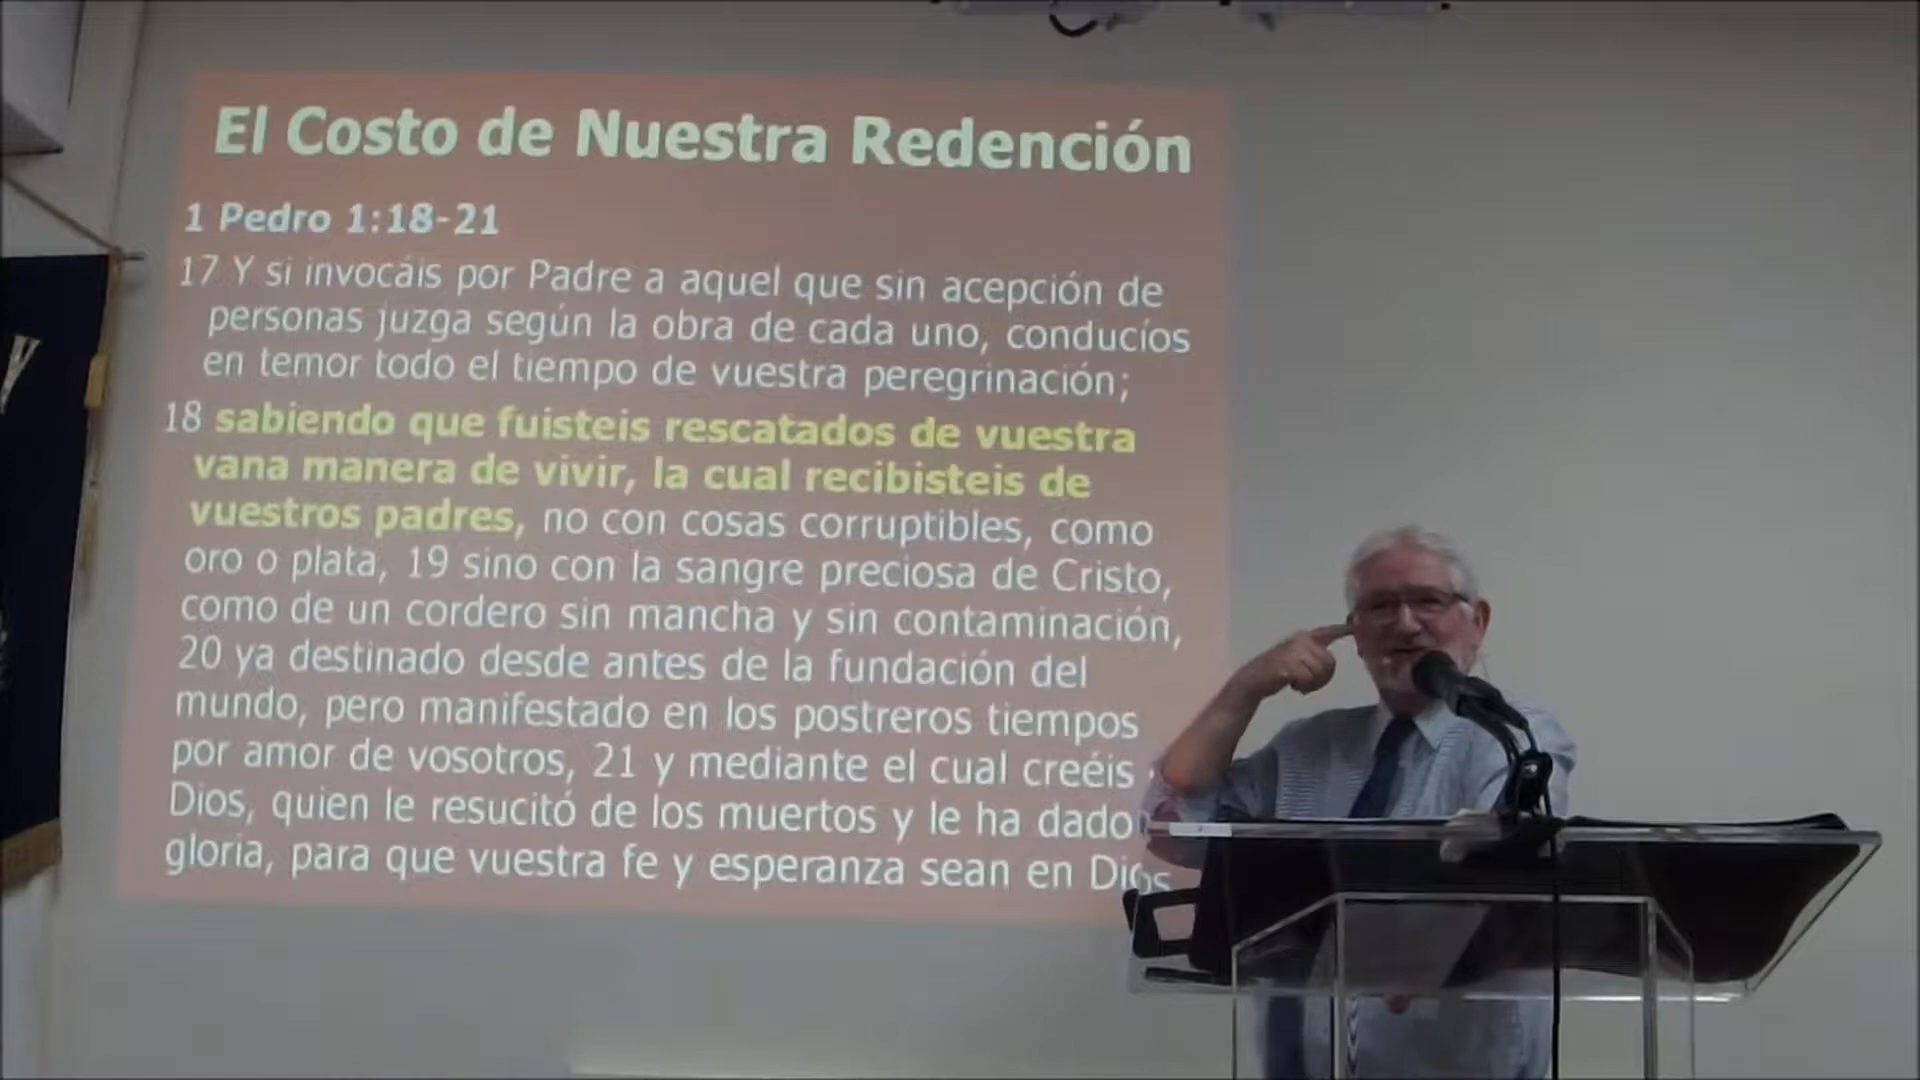 El Costo de Nuestra Redención
1 Pedro 1:18-21
17 Y si invocáis por Padre a aquel que sin acepción de
personas juzga según la obra de cada uno, conducíos
en temor todo el tiempo de vuestra peregrinación;
18 sabiendo que fuisteis rescatados de vuestra
vana manera de vivir, la cual recibisteis de
vuestros padres, no con cosas corruptibles, como
oro o plata, 19 sino con la sangre preciosa de Cristo,
como de un cordero sin mancha y sin contaminación,
20 ya destinado desde antes de la fundación del
mundo, pero manifestado en los postreros tiempos
por amor de vosotros, 21 y mediante el cual creéis
Dios, quien le resucitó de los muertos y le ha dado
gloria, para que vuestra fe y esperanza sean en Dios